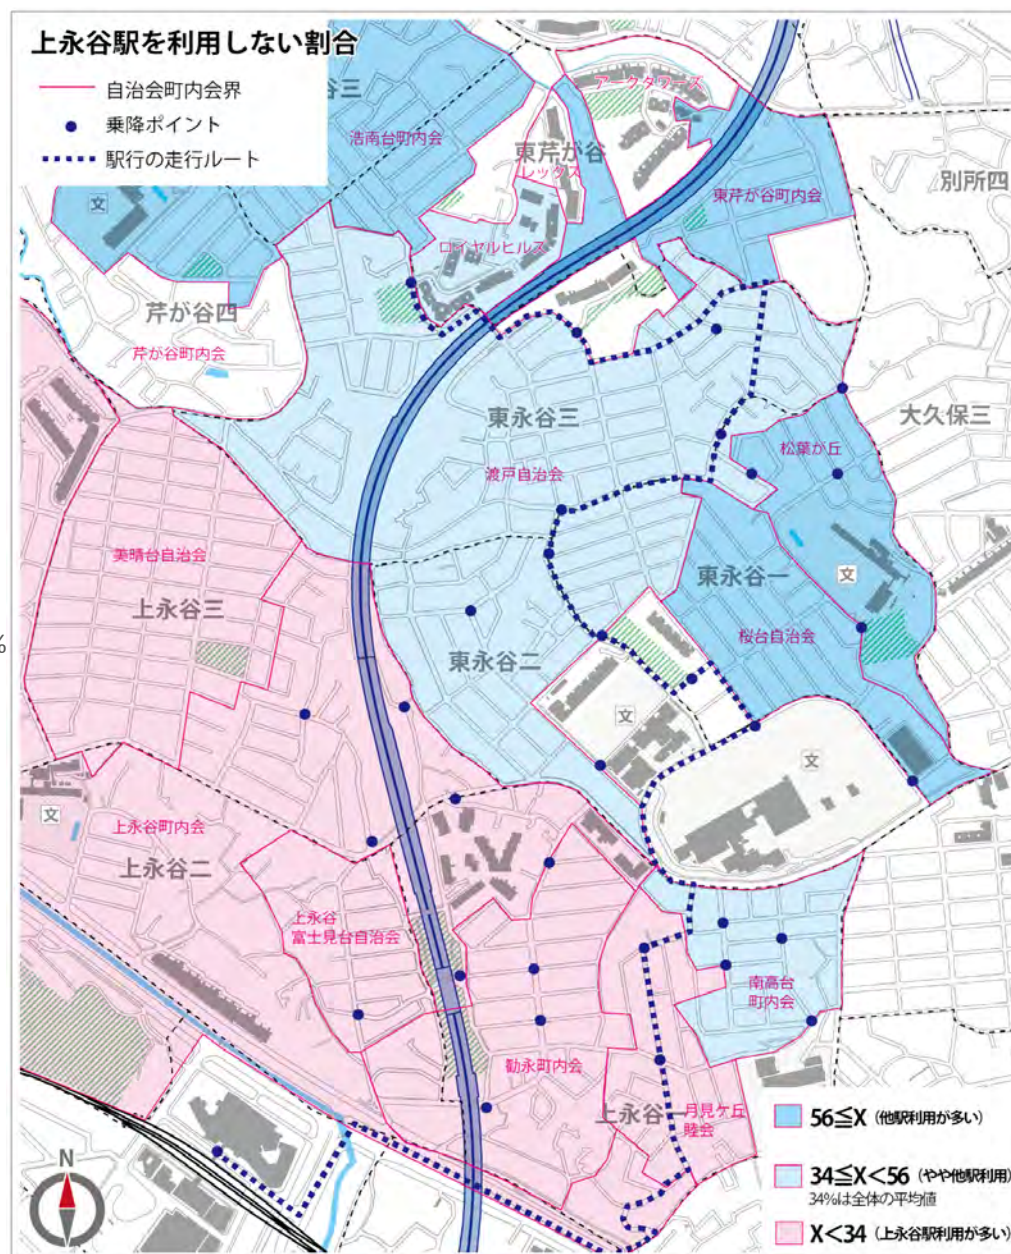 上永谷駅を利用しない割合
自治会町内会界
乗降ポイント
駅行の走行ルート
谷三
浩南台町内会
アークタワーズ
東芹が谷
レックス
東芹が谷町内会
別所四
文
ロイヤルヒルズ
芹が谷四
芹が谷町内会
東永谷三
大久保三
松葉が丘
渡戸自治会
美晴台自治会
上永谷三
東永谷一
文
桜台自治会
%
東永谷二
文
文
文
上永谷町内会
上永谷二
上永谷
富士見台自治会
南高台
町内会
勧永町内会
上永谷一
月見ケ丘
睦会
56≦X (他駅利用が多い)
34≦X<56 (やや他駅利用)
34%は全体の平均値
X<34 (上永谷駅利用が多い)
N